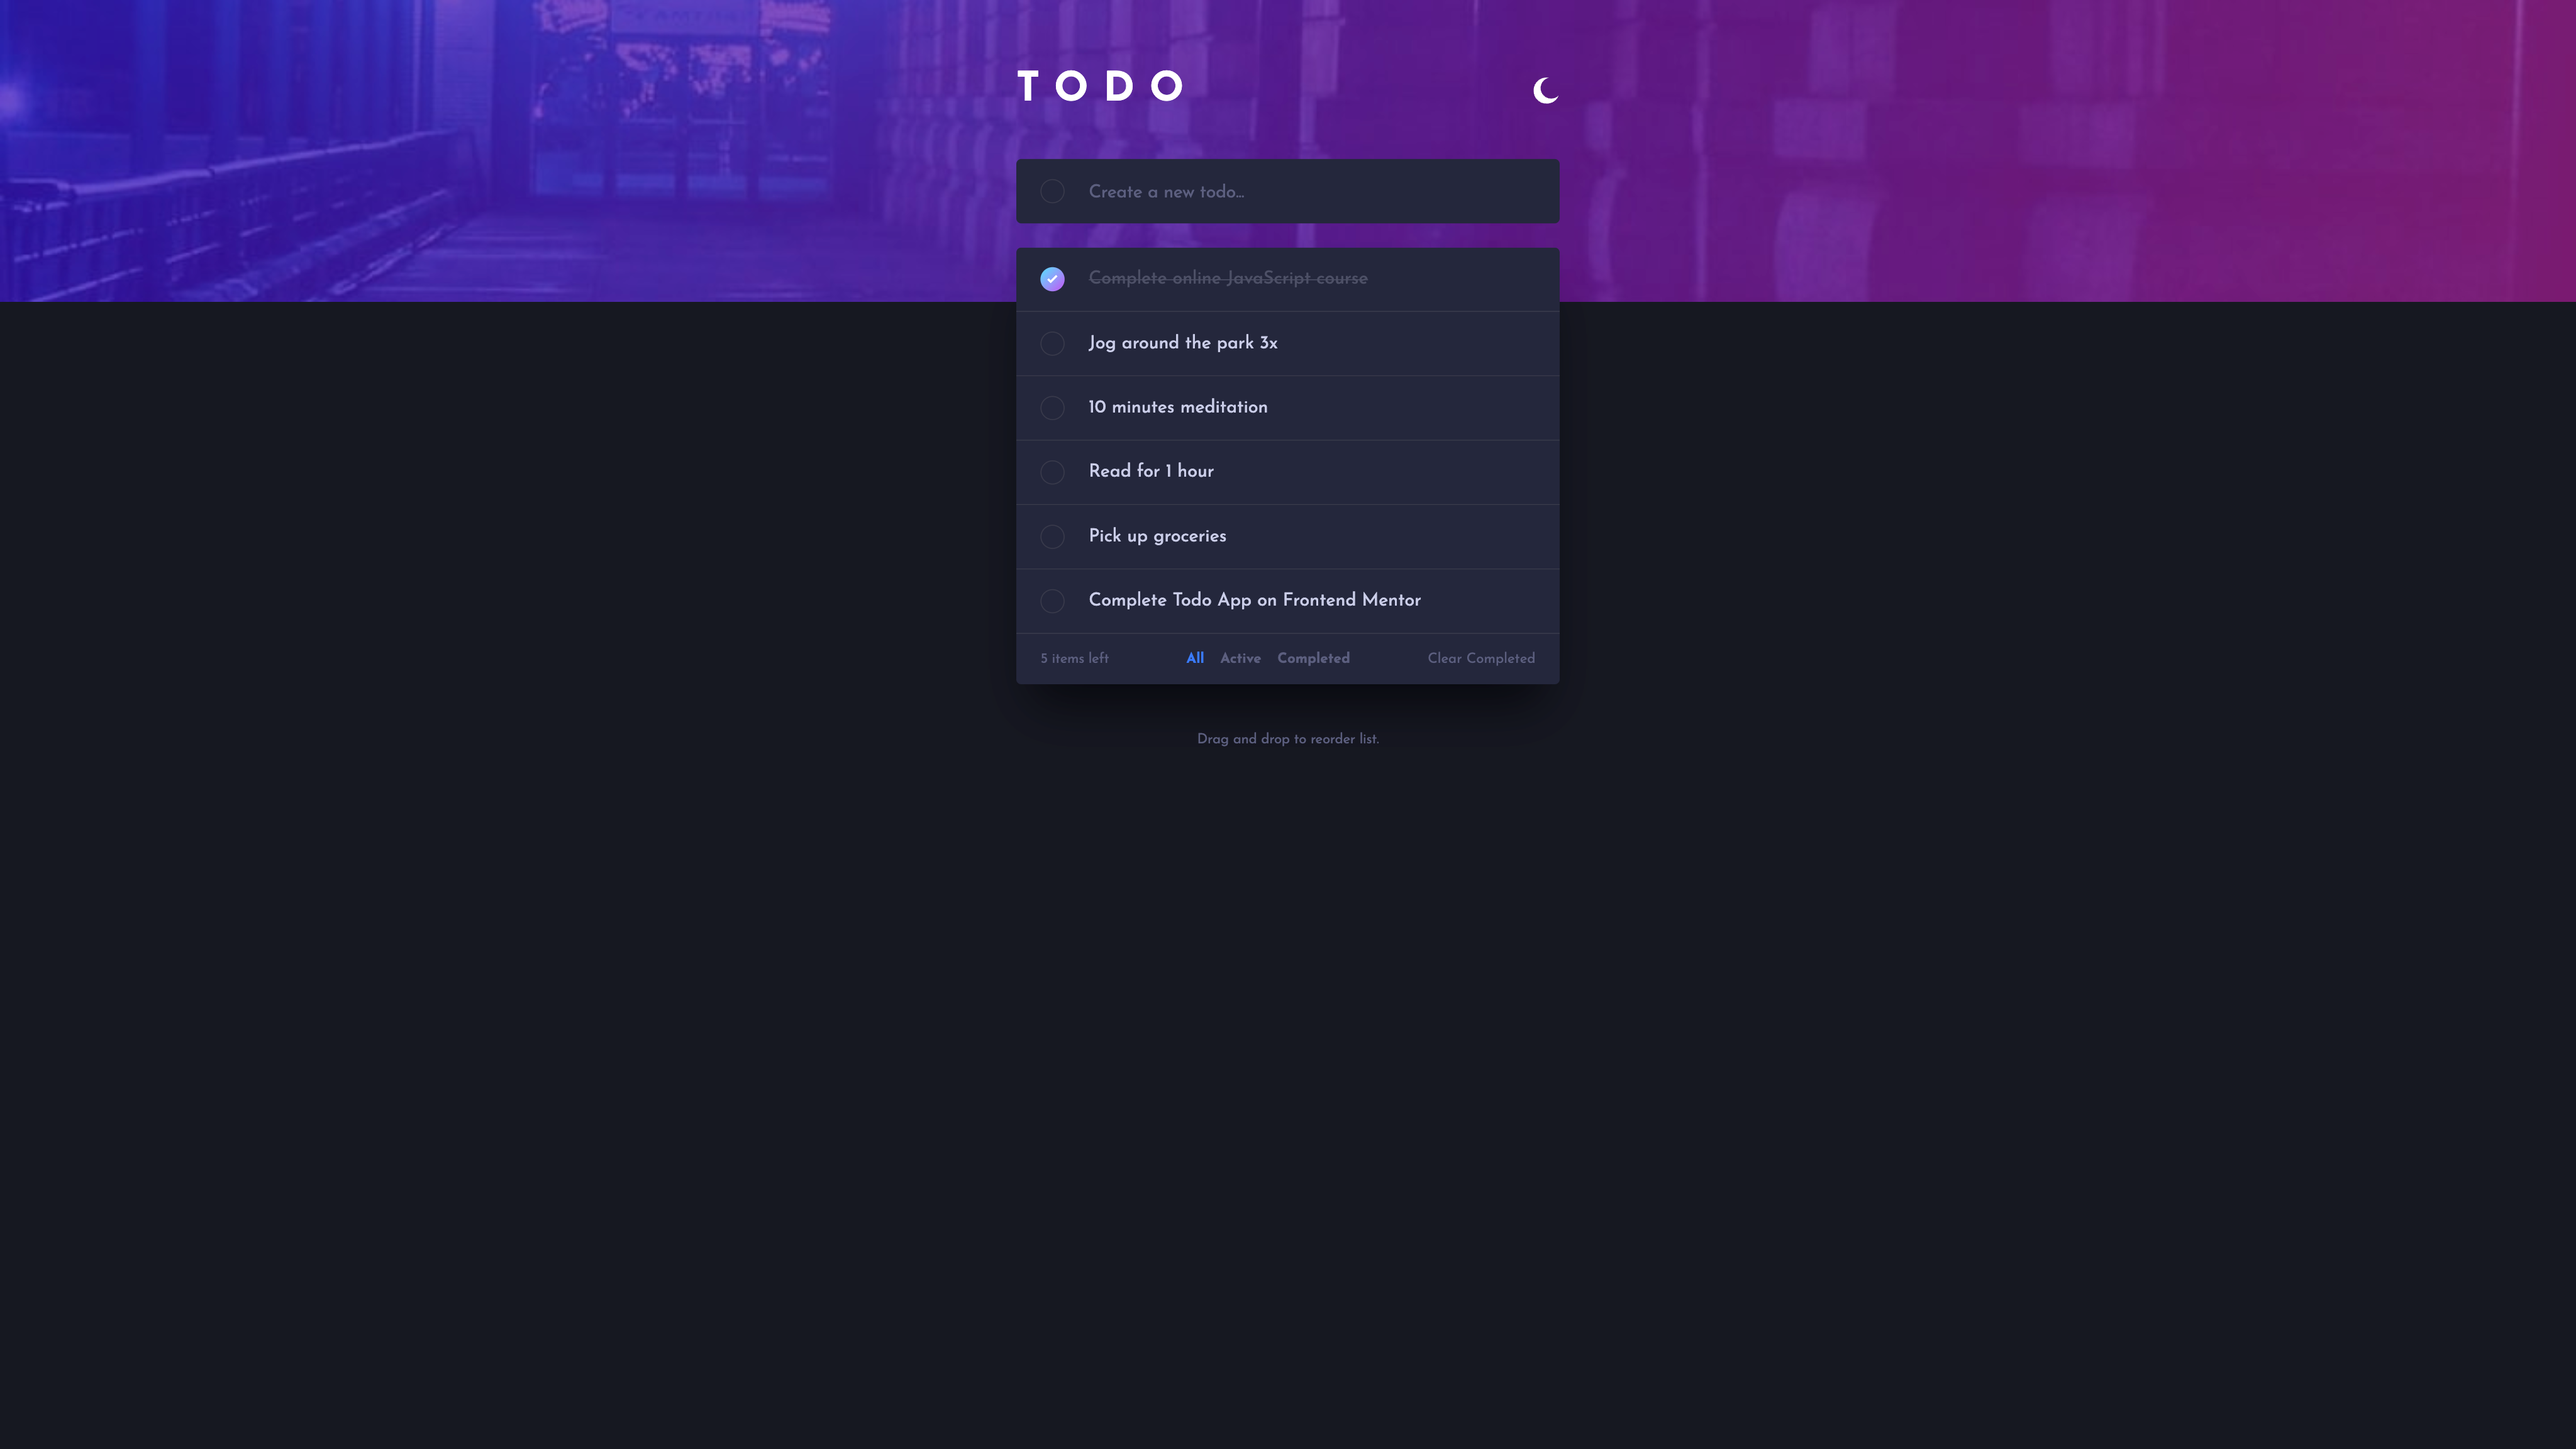 TODO
Create a new todo...
Complete online JavaScript course
Jog around the park 3x
10 minutes meditation
Read for 1 hour
Pick up groceries
Complete Todo App on Frontend Mentor
5 items left All Active Completed Clear Completed
Drag and drop to reorder list.